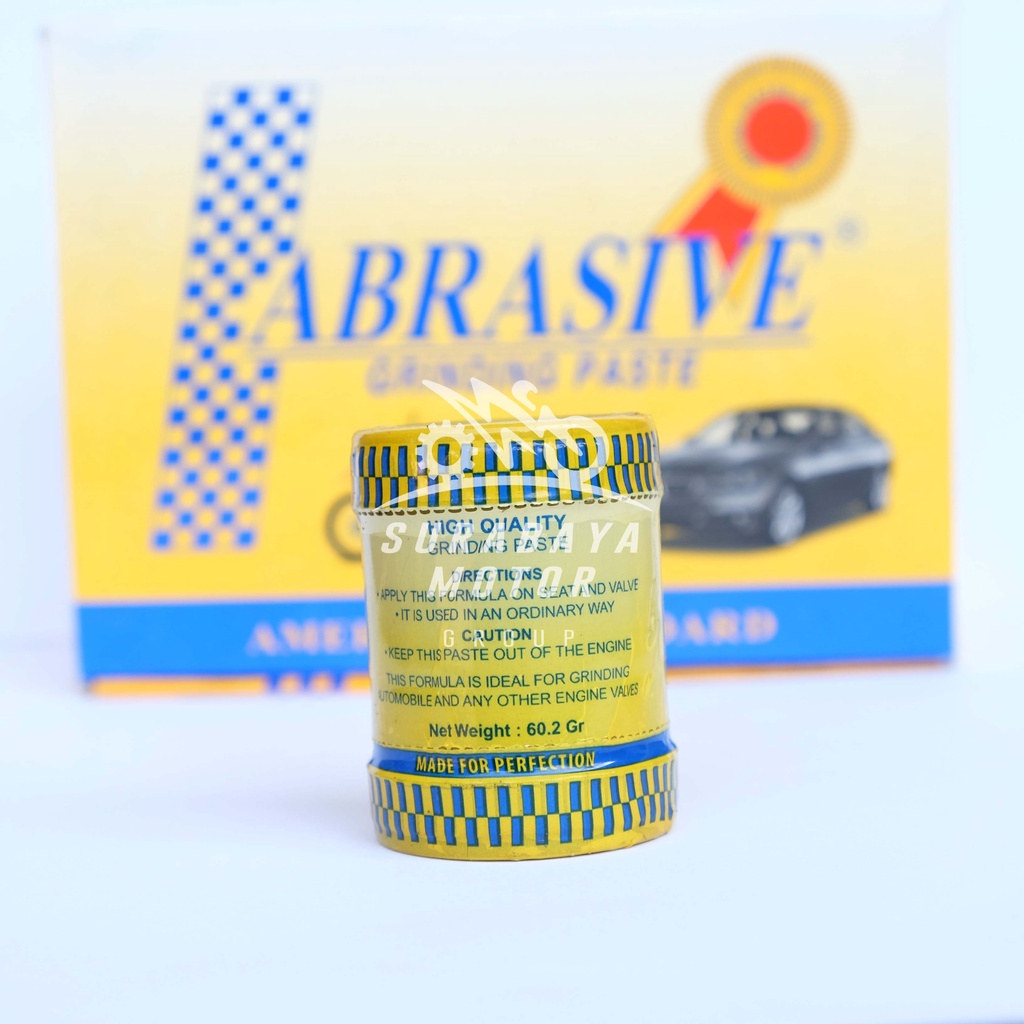 ABRASIVE
®
GRINDING PASTE
HIGH QUALITY
GRINDING PASTE
DIRECTIONS
• APPLY THIS FORMULA ON SEAT AND VALVE
• IT IS USED IN AN ORDINARY WAY
CAUTION
• KEEP THIS PASTE OUT OF THE ENGINE
THIS FORMULA IS IDEAL FOR GRINDING
AUTOMOBILE AND ANY OTHER ENGINE VALVES
Net Weight : 60.2 Gr
MADE FOR PERFECTION
SURABAYA
MOTOR
GROUP